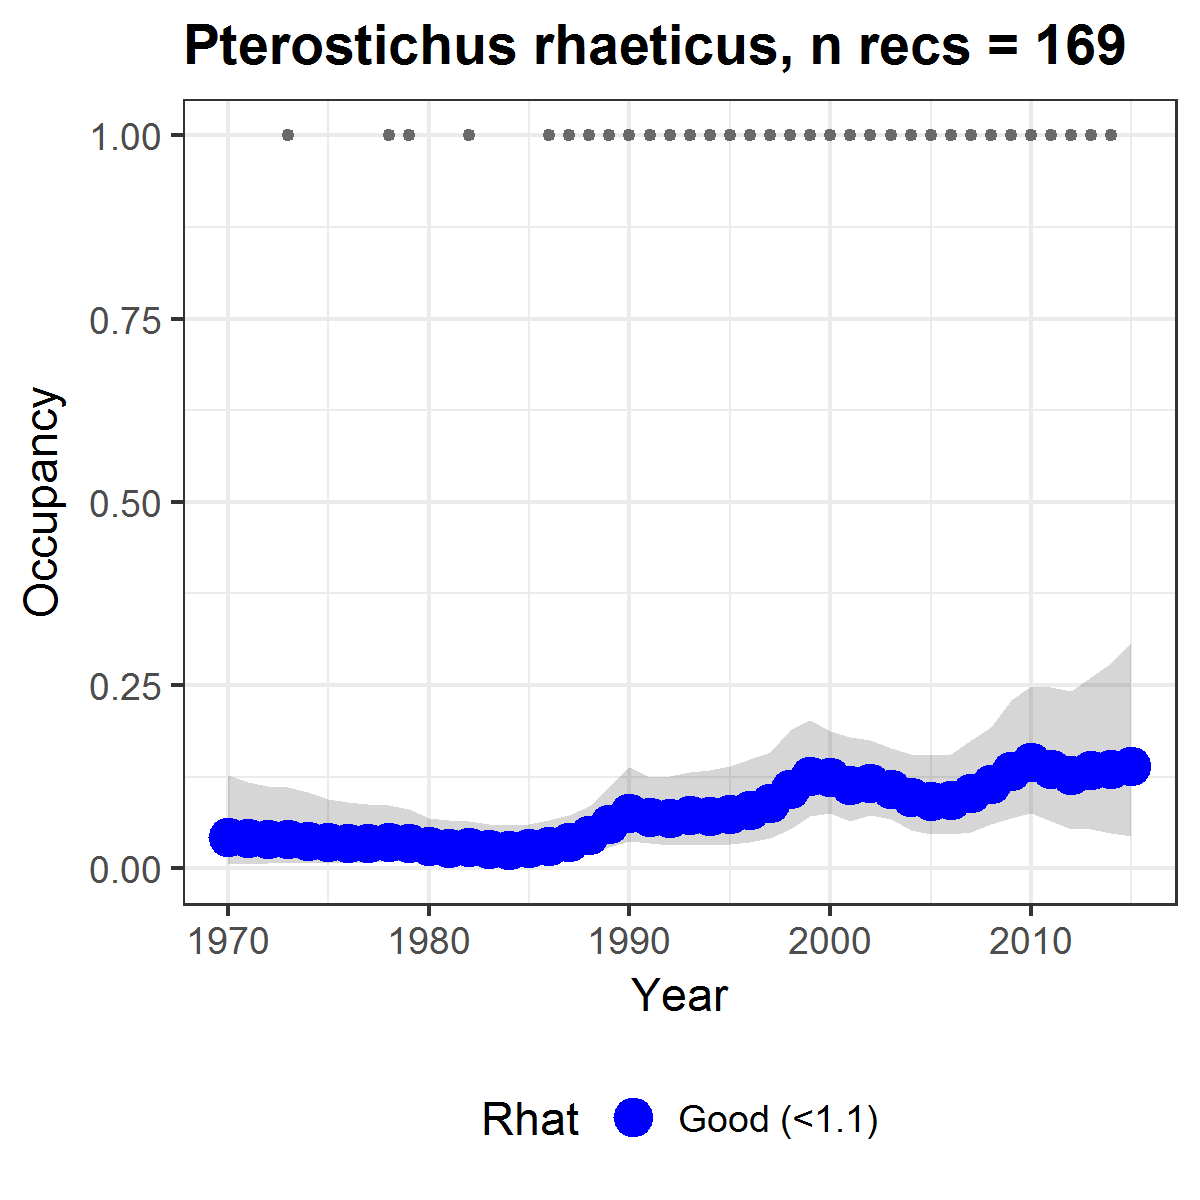 Pterostichus rhaeticus, n recs = 169
1.00
0.75
0.50
0.25
0.00
Occupancy
1970 1980 1990 2000 2010
Year
Rhat Good (<1.1)